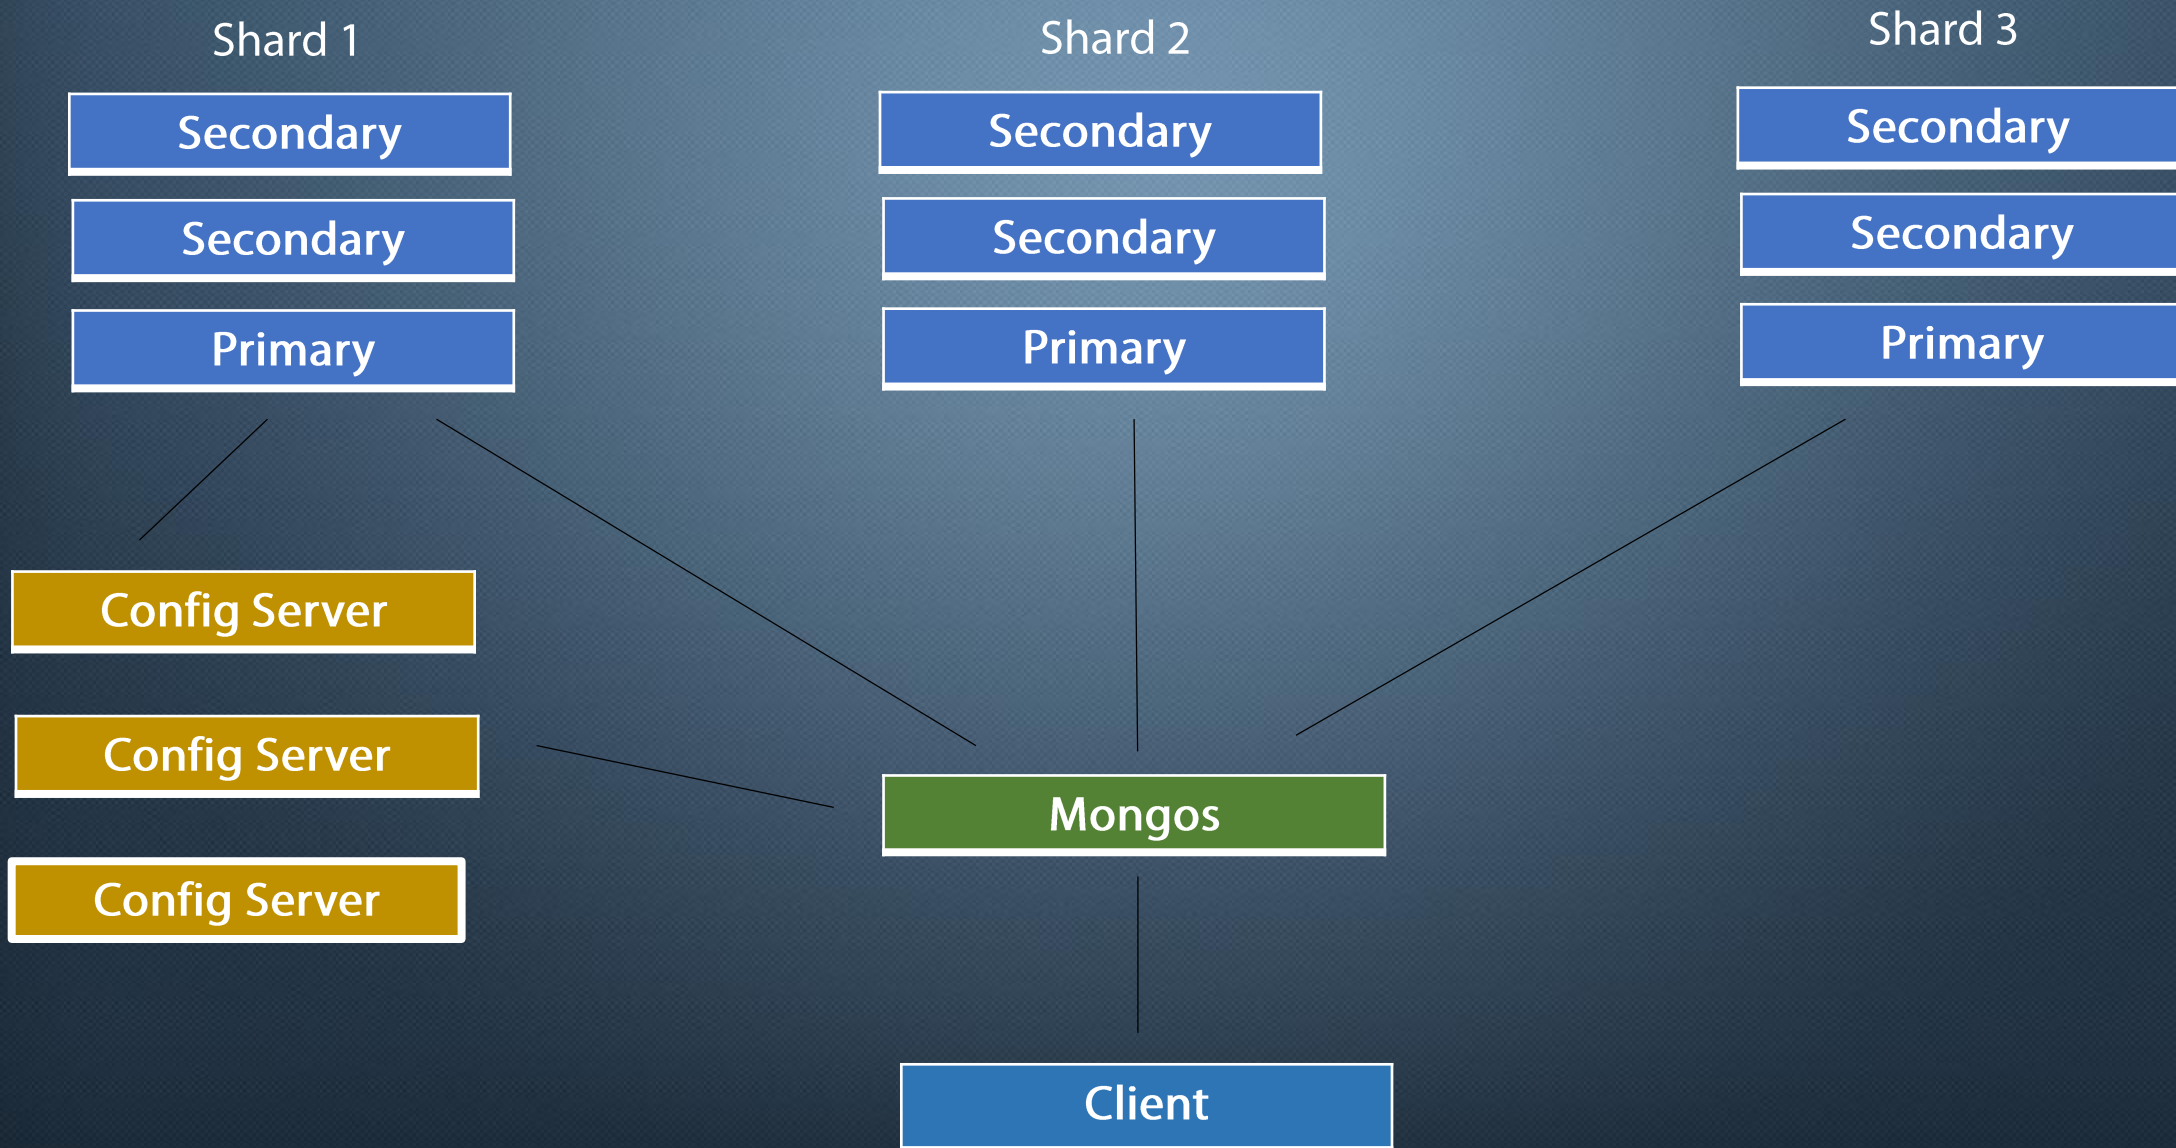 Shard 1
Shard 2
Shard 3
Secondary
Secondary
Secondary
Secondary
Secondary
Secondary
Primary
Primary
Primary
Config Server
Config Server
Mongos
Config Server
Client